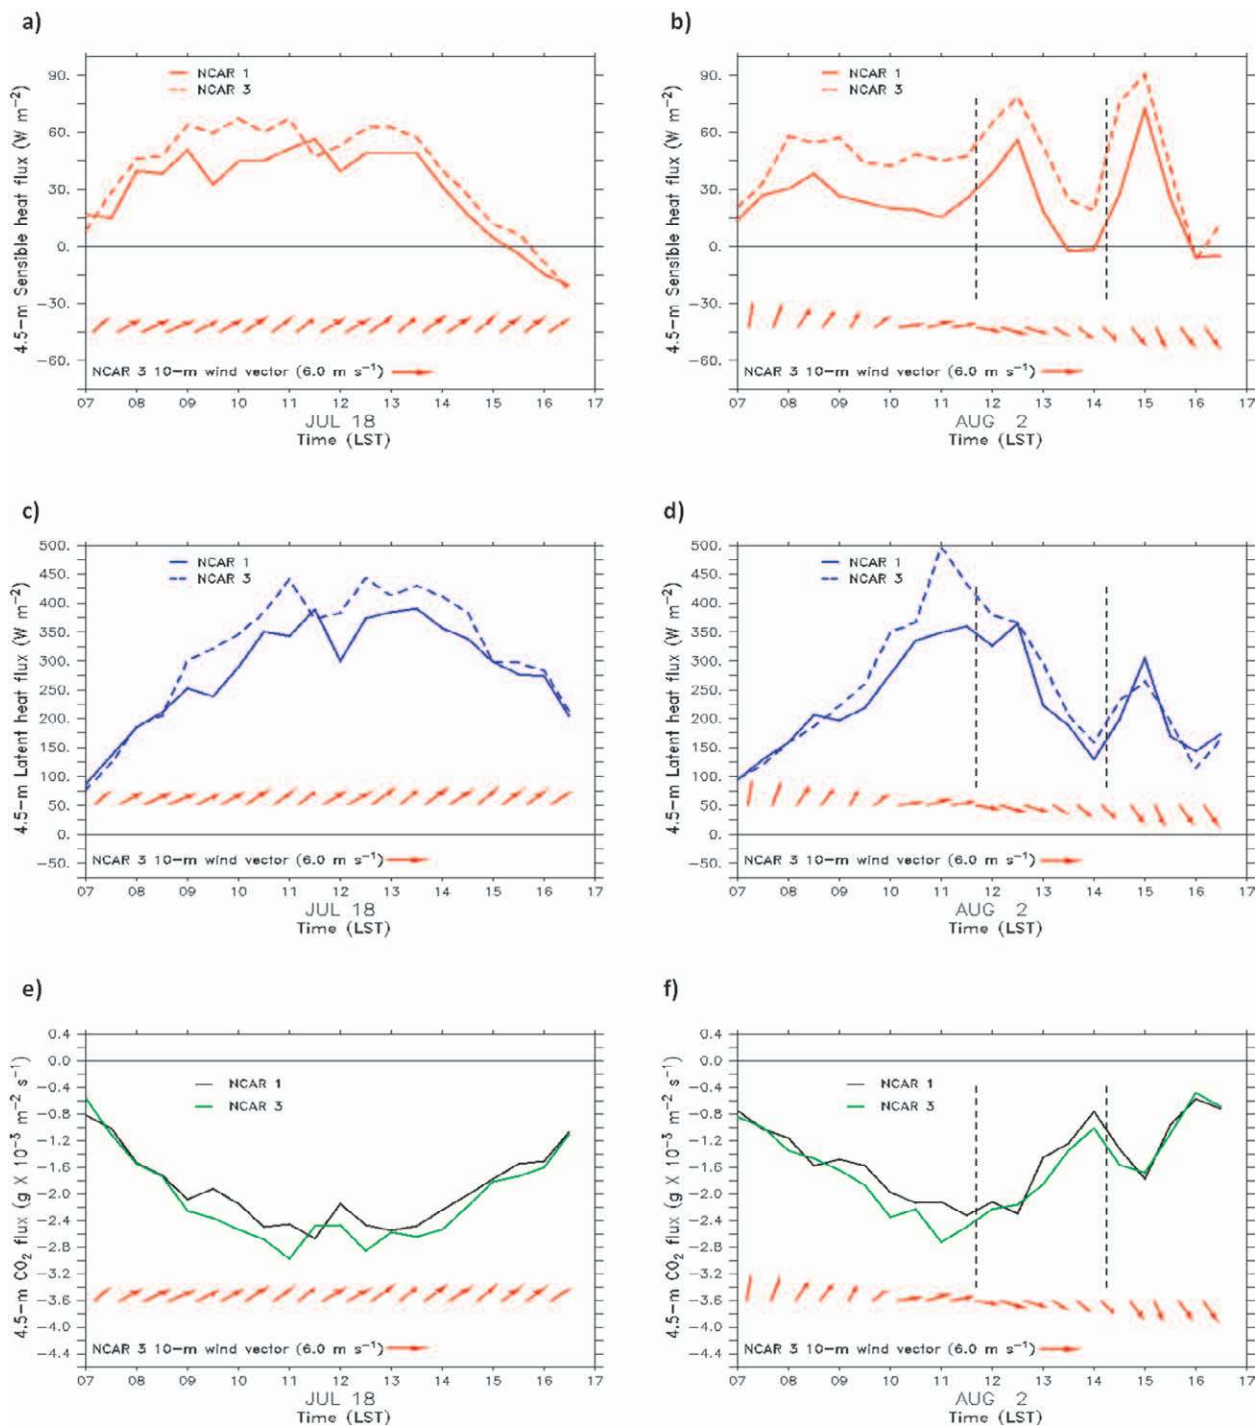 a)
NCAR 1
NCAR 3
90.
60.
30.
0.
-30.
-60.
4.5-m Sensible heat flux (W m⁻²)
NCAR 3 10-m wind vector (6.0 m s⁻¹)
07 08 09 10 11 12 13 14 15 16 17
JUL 18
Time (LST)
b)
NCAR 1
NCAR 3
90.
60.
30.
0.
-30.
-60.
4.5-m Sensible heat flux (W m⁻²)
NCAR 3 10-m wind vector (6.0 m s⁻¹)
07 08 09 10 11 12 13 14 15 16 17
AUG 2
Time (LST)
c)
NCAR 1
NCAR 3
500.
450.
400.
350.
300.
250.
200.
150.
100.
50.
0.
-50.
4.5-m Latent heat flux (W m⁻²)
NCAR 3 10-m wind vector (6.0 m s⁻¹)
07 08 09 10 11 12 13 14 15 16 17
JUL 18
Time (LST)
d)
NCAR 1
NCAR 3
500.
450.
400.
350.
300.
250.
200.
150.
100.
50.
0.
-50.
4.5-m Latent heat flux (W m⁻²)
NCAR 3 10-m wind vector (6.0 m s⁻¹)
07 08 09 10 11 12 13 14 15 16 17
AUG 2
Time (LST)
e)
NCAR 1
NCAR 3
0.4
0.0
-0.4
-0.8
-1.2
-1.6
-2.0
-2.4
-2.8
-3.2
-3.6
-4.0
-4.4
4.5-m CO₂ flux (g X 10⁻³ m⁻² s⁻¹)
NCAR 3 10-m wind vector (6.0 m s⁻¹)
07 08 09 10 11 12 13 14 15 16 17
JUL 18
Time (LST)
f)
NCAR 1
NCAR 3
0.4
0.0
-0.4
-0.8
-1.2
-1.6
-2.0
-2.4
-2.8
-3.2
-3.6
-4.0
-4.4
4.5-m CO₂ flux (g X 10⁻³ m⁻² s⁻¹)
NCAR 3 10-m wind vector (6.0 m s⁻¹)
07 08 09 10 11 12 13 14 15 16 17
AUG 2
Time (LST)